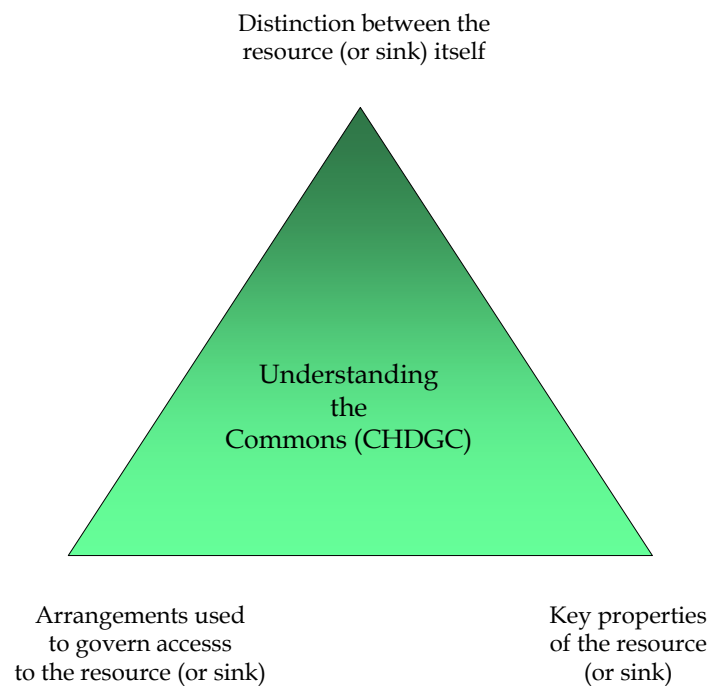 Distinction between the
resource (or sink) itself
Understanding
the
Commons (CHDGC)
Arrangements used
to govern accesss
to the resource (or sink)
Key properties
of the resource
(or sink)